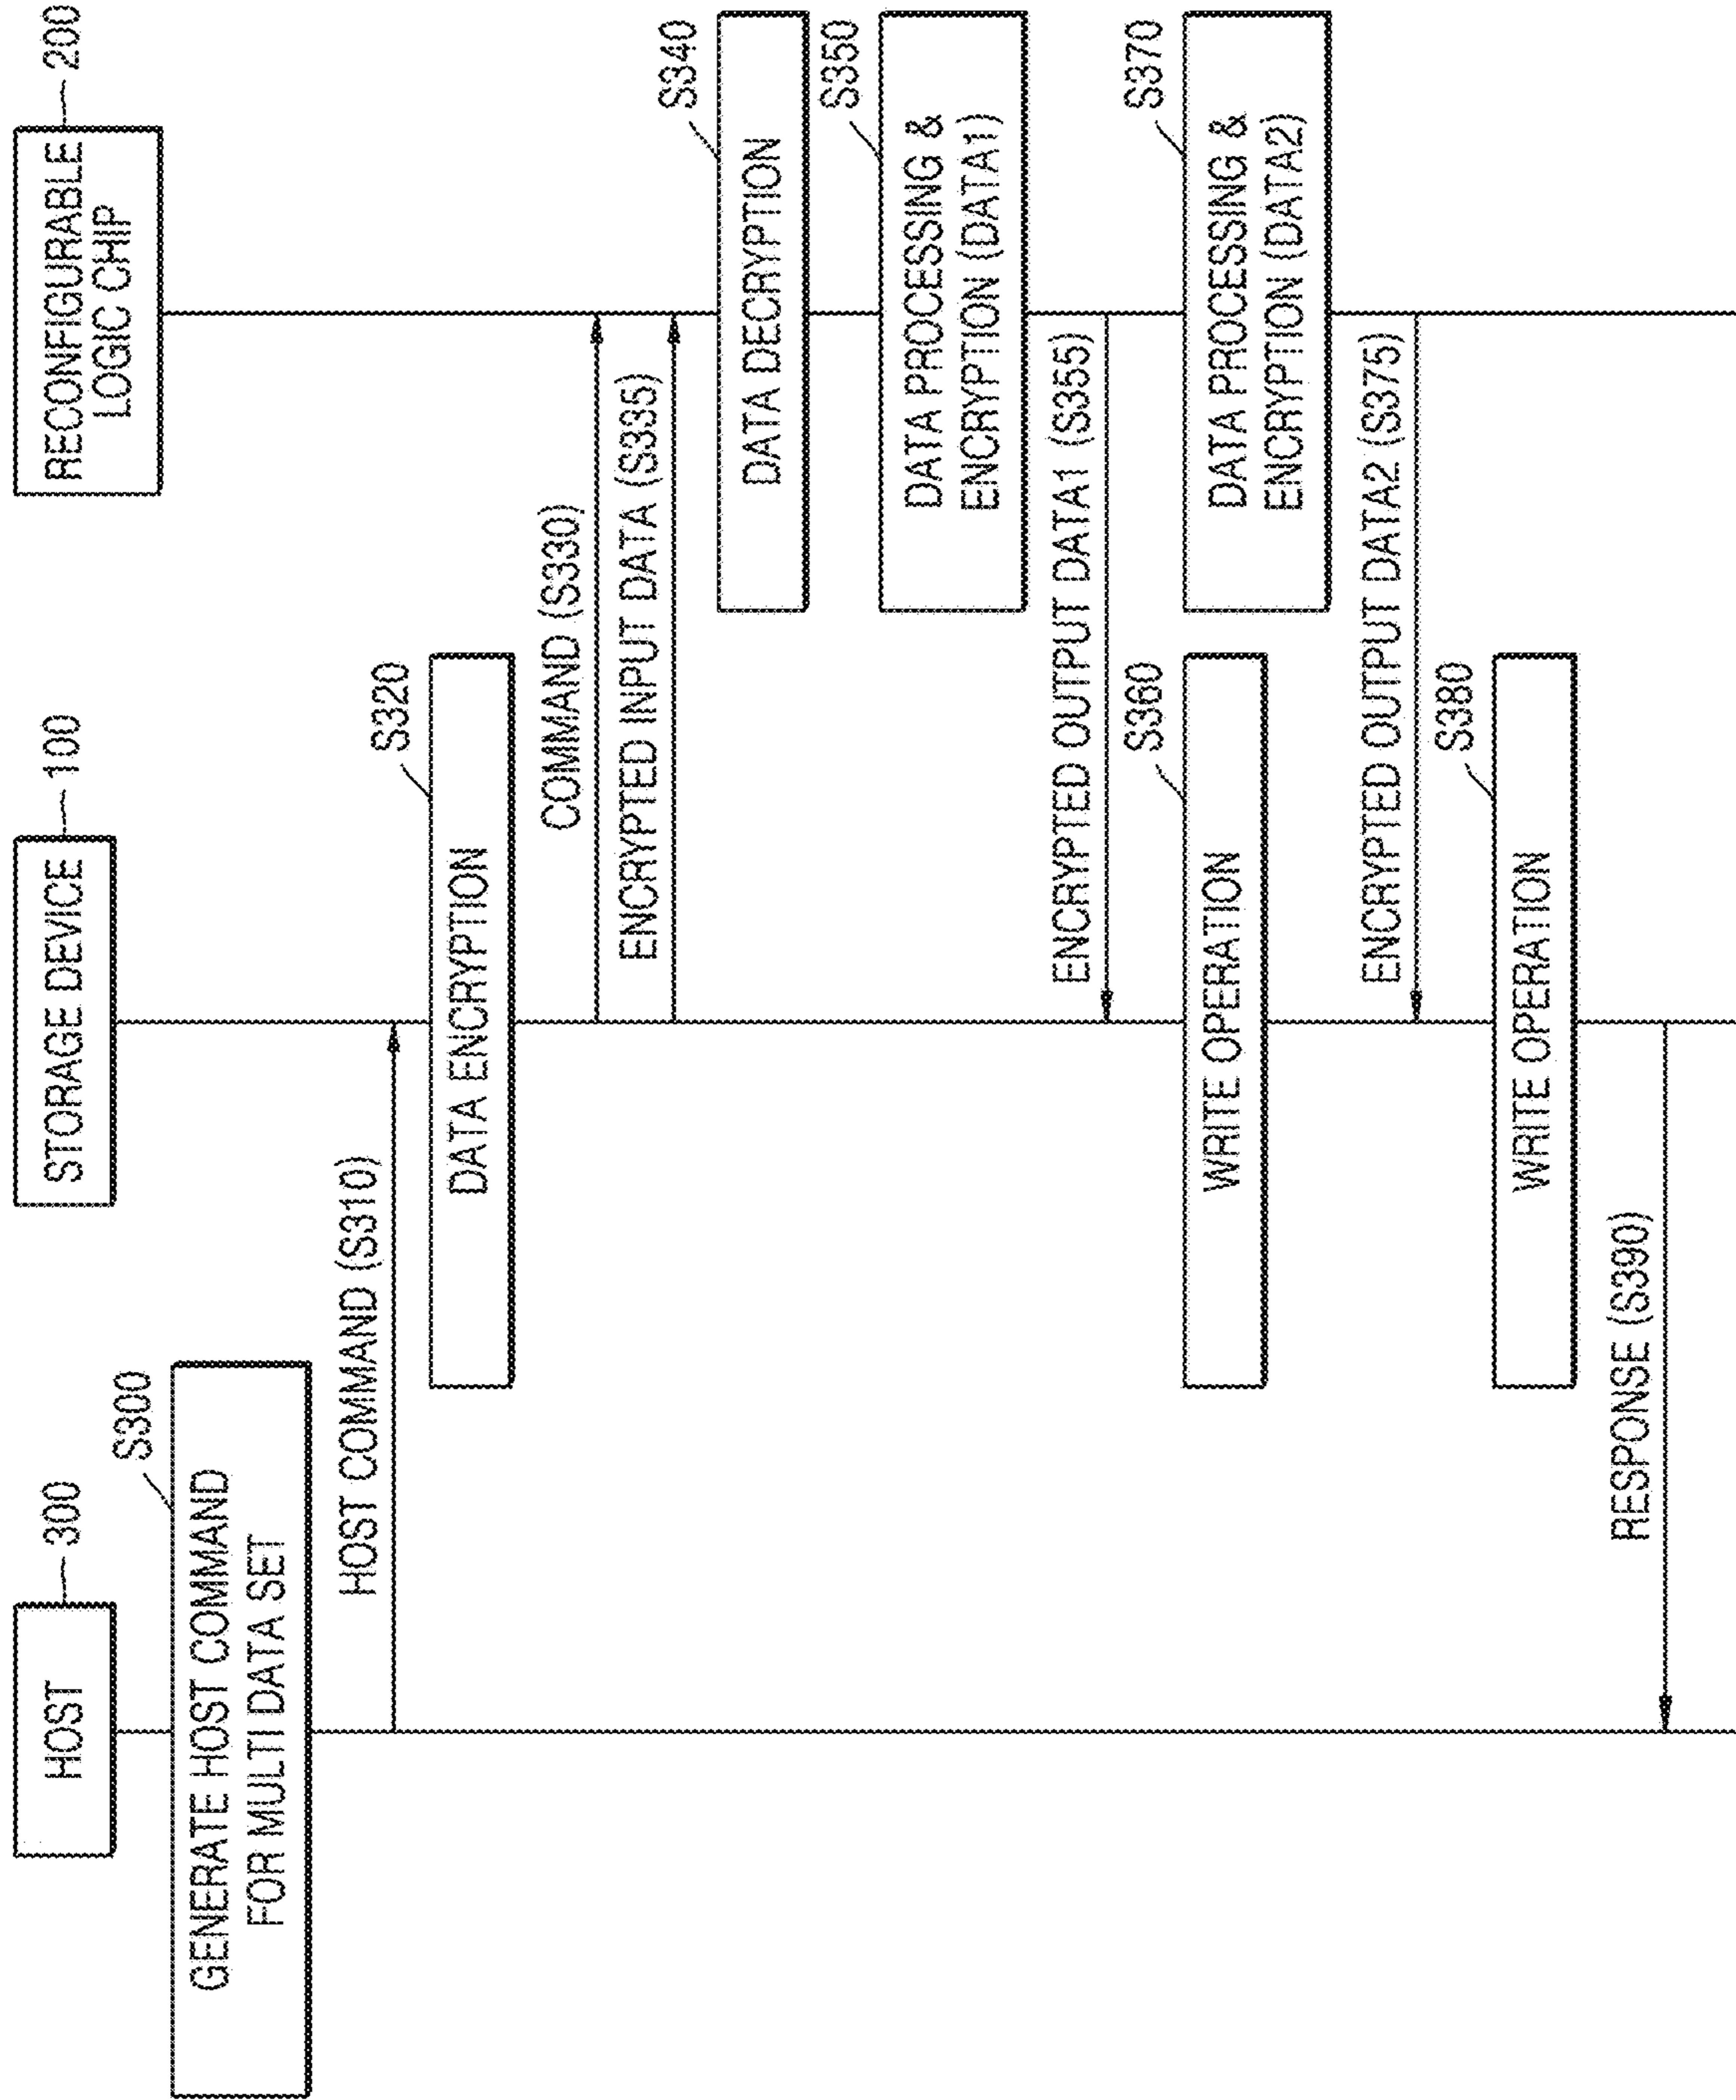 HOST
300
STORAGE DEVICE
100
RECONFIGURABLE
LOGIC CHIP
200
S300
GENERATE HOST COMMAND
FOR MULTI DATA SET
HOST COMMAND (S310)
S320
DATA ENCRYPTION
COMMAND (S330)
ENCRYPTED INPUT DATA (S335)
S340
DATA DECRYPTION
S350
DATA PROCESSING &
ENCRYPTION (DATA1)
ENCRYPTED OUTPUT DATA1 (S355)
S360
WRITE OPERATION
S370
DATA PROCESSING &
ENCRYPTION (DATA2)
ENCRYPTED OUTPUT DATA2 (S375)
S380
WRITE OPERATION
RESPONSE (S390)